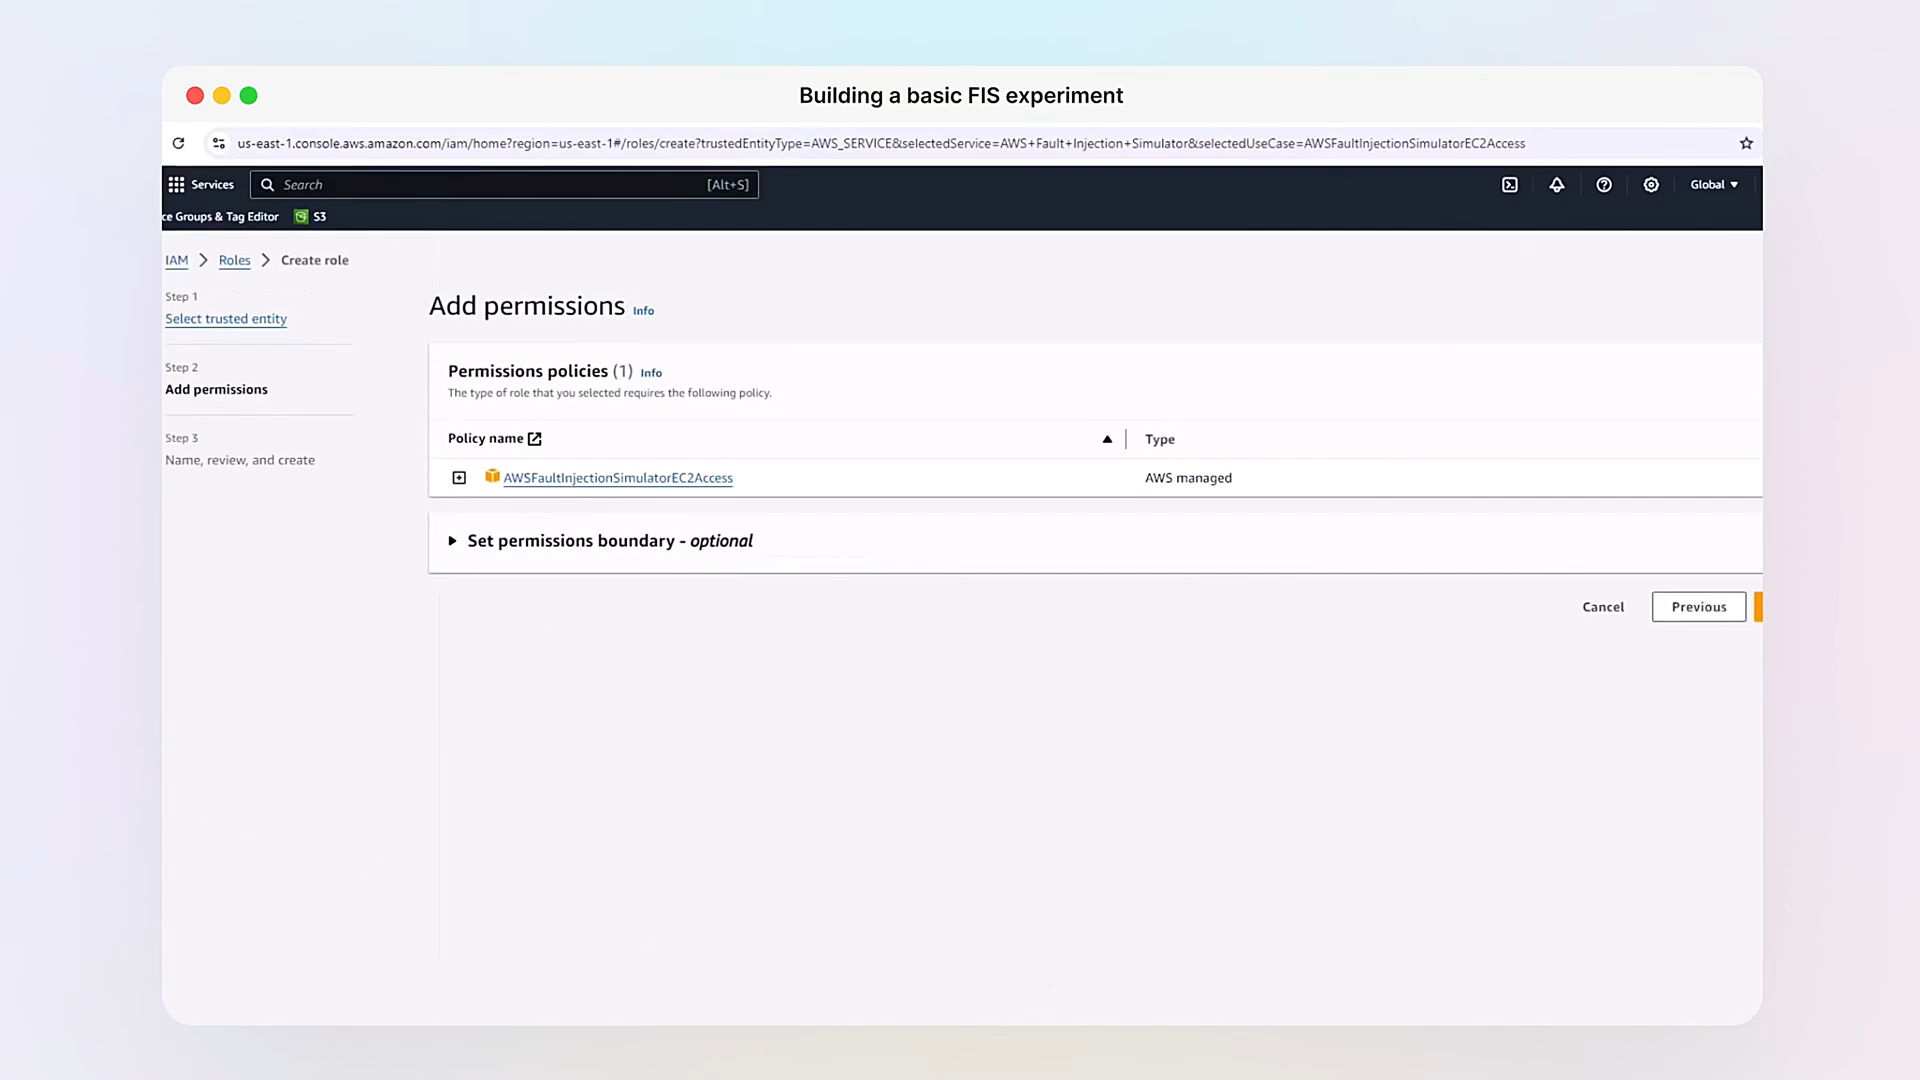 Building a basic FIS experiment
us-east-1.console.aws.amazon.com/iam/home?region=us-east-1#/roles/create?trustedEntityType=AWS_SERVICE&selectedService=AWS+Fault+Injection+Simulator&selectedUseCase=AWSFaultInjectionSimulatorEC2Access
Services Search [Alt+S] Global
ce Groups & Tag Editor S3
IAM Roles Create role
Step 1
Select trusted entity
Step 2
Add permissions
Step 3
Name, review, and create
Add permissions Info
Permissions policies (1) Info
The type of role that you selected requires the following policy.
Policy name Type
AWSFaultInjectionSimulatorEC2Access AWS managed
Set permissions boundary - optional
Cancel Previous